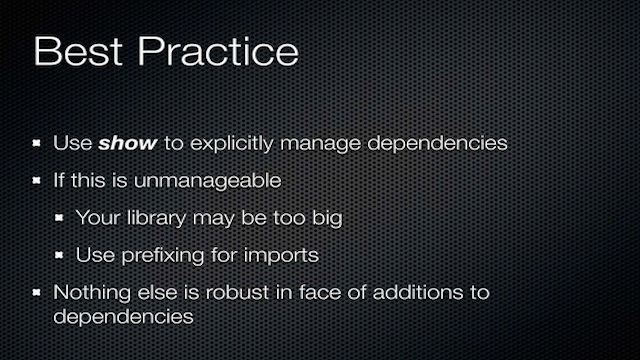 Best Practice
Use show to explicitly manage dependencies
If this is unmanageable
Your library may be too big
Use prefixing for imports
Nothing else is robust in face of additions to
dependencies